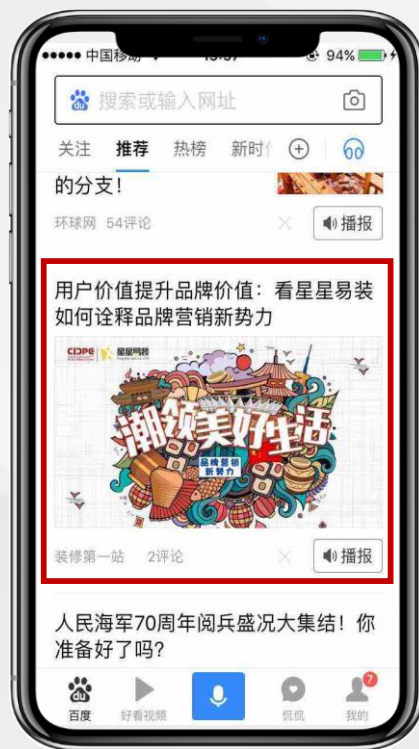 中国移动
94%
搜索或输入网址
关注 推荐 热榜 新时
的分支！
环球网 54评论
播报
用户价值提升品牌价值：看星星易装
如何诠释品牌营销新势力
CIDPE 星星易装
潮领美好生活
品牌营销
新势力
装修第一站 2评论
播报
人民海军70周年阅兵盛况大集结！你
准备好了吗？
7
百度 好看视频 侃侃 我的